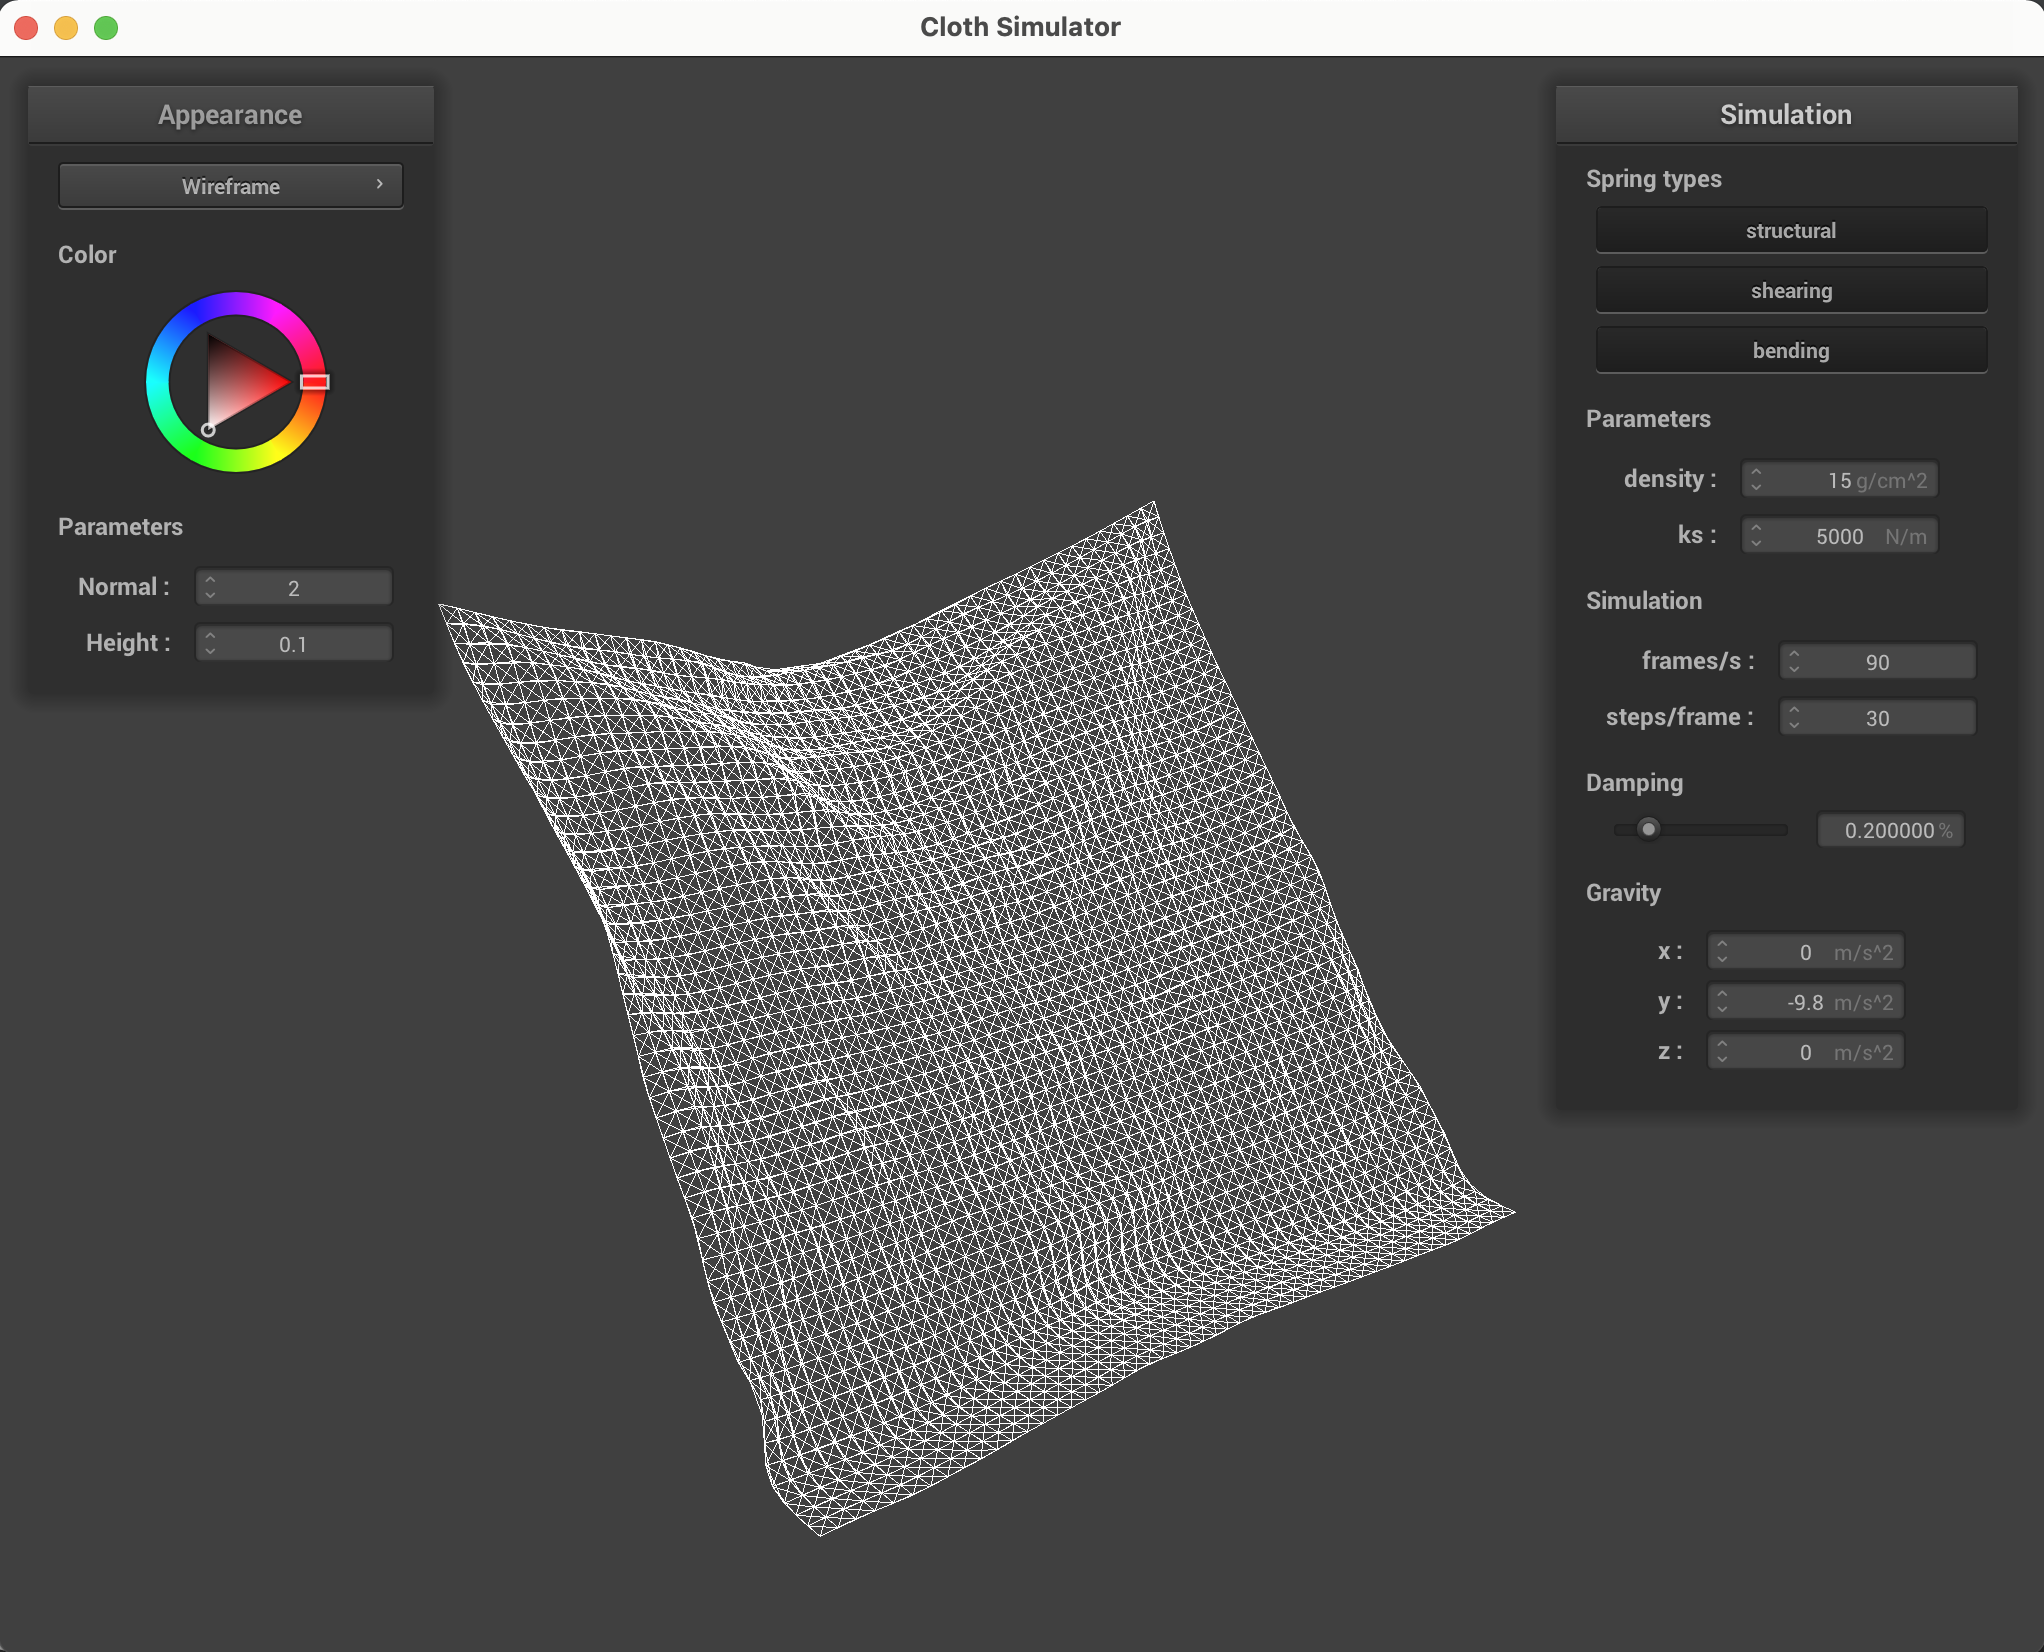 Cloth Simulator
Appearance
Wireframe
Color
Parameters
Normal : 2
Height : 0.1
Simulation
Spring types
structural
shearing
bending
Parameters
density : 15 g/cm^2
ks : 5000 N/m
Simulation
frames/s : 90
steps/frame : 30
Damping
0.200000 %
Gravity
x : 0 m/s^2
y : -9.8 m/s^2
z : 0 m/s^2